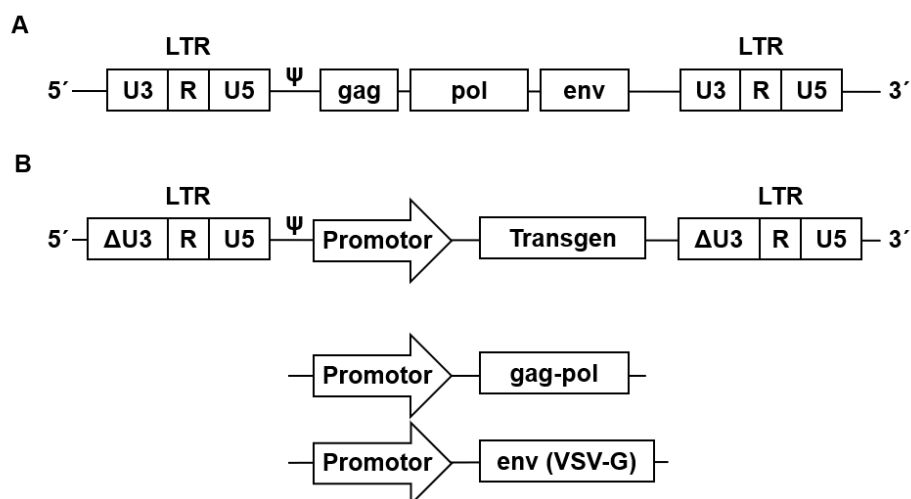 A
LTR LTR
5´ U3 R U5 ψ gag pol env U3 R U5 3´
B
LTR LTR
5´ ΔU3 R U5 ψ Promotor Transgen ΔU3 R U5 3´
Promotor gag-pol
Promotor env (VSV-G)